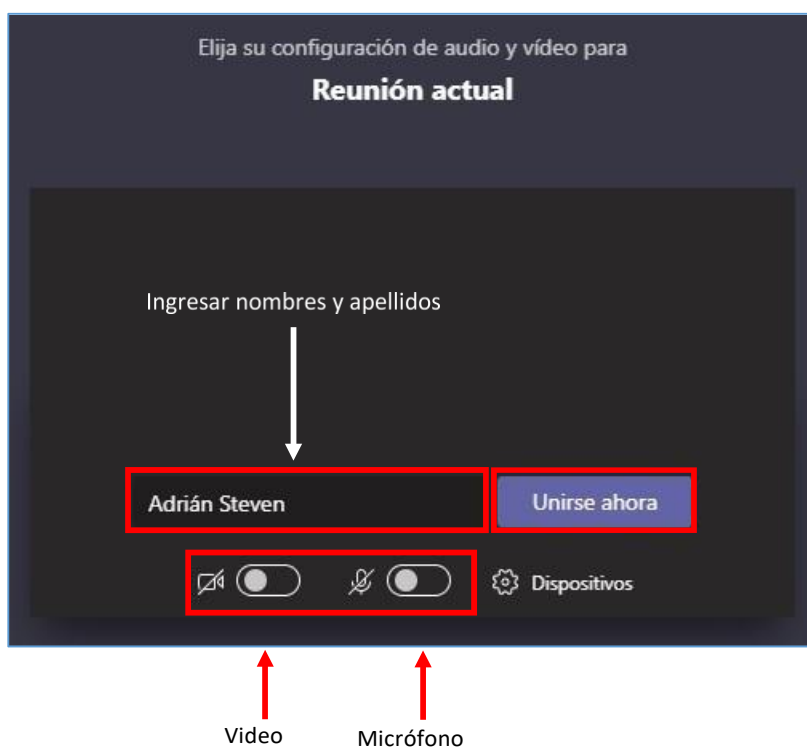 Elija su configuración de audio y vídeo para
Reunión actual
Ingresar nombres y apellidos
Adrián Steven
Unirse ahora
Dispositivos
Video
Micrófono